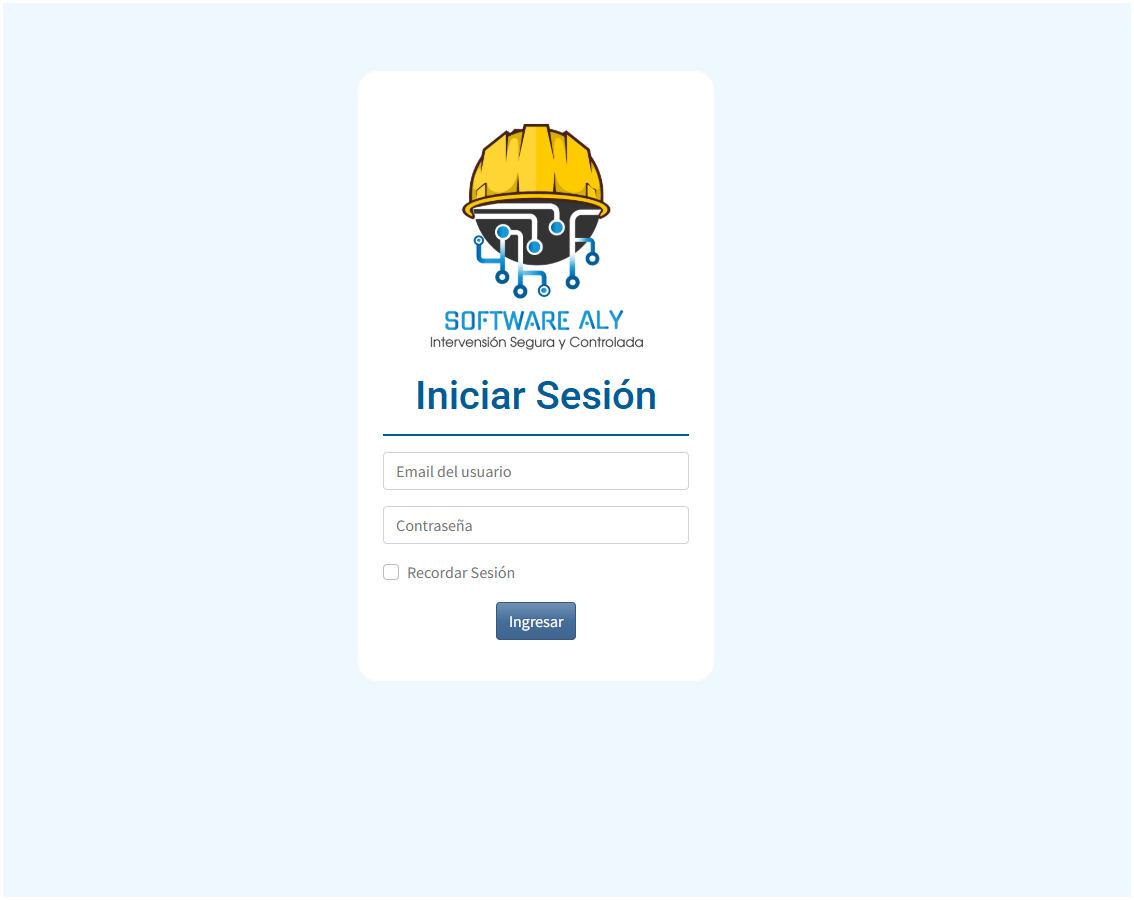 SOFTWARE ALY
Intervensión Segura y Controlada
Iniciar Sesión
Email del usuario
Contraseña
Recordar Sesión
Ingresar